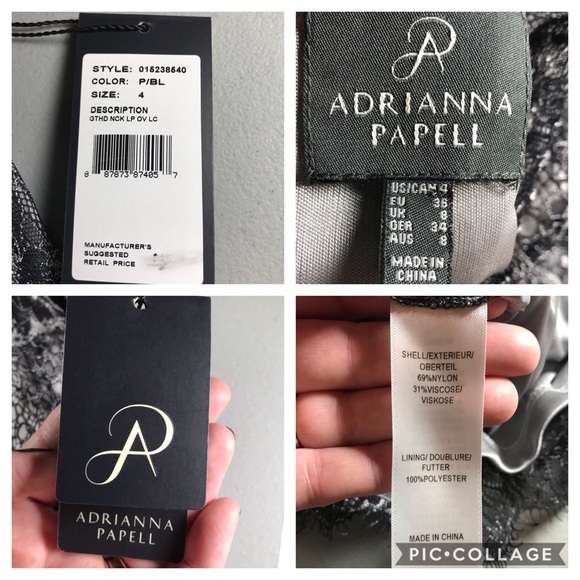 STYLE: 015238540
COLOR: P/BL
SIZE: 4
DESCRIPTION
GTHD NCK LP OV LC
8 87873 87405 7
MANUFACTURER'S
SUGGESTED
RETAIL PRICE
AP
ADRIANNA
PAPELL
US/CAN 4
EU 36
UK 8
GER 34
AUS 8
MADE IN
CHINA
AP
ADRIANNA
PAPELL
SHELL/EXTERIEUR/
OBERTEIL
69%NYLON
31%VISCOSE/
VISKOSE
LINING/ DOUBLURE/
FUTTER
100%POLYESTER
MADE IN CHINA
PIC•COLLAGE